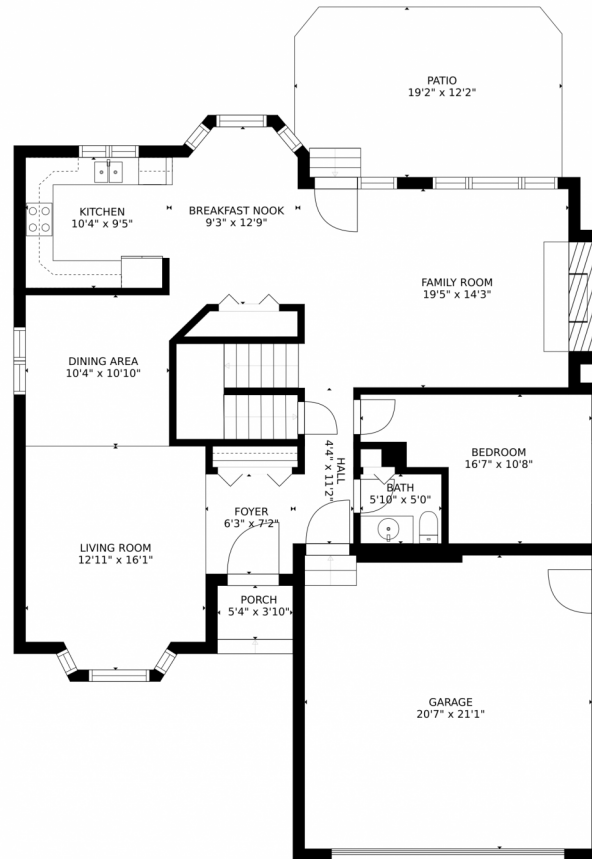 PATIO
19'2" x 12'2"
KITCHEN
10'4" x 9'5"
BREAKFAST NOOK
9'3" x 12'9"
FAMILY ROOM
19'5" x 14'3"
DINING AREA
10'4" x 10'10"
HALL
4'4" x 11'2"
BEDROOM
16'7" x 10'8"
BATH
5'10" x 5'0"
FOYER
6'3" x 7'2"
LIVING ROOM
12'11" x 16'1"
PORCH
5'4" x 3'10"
GARAGE
20'7" x 21'1"